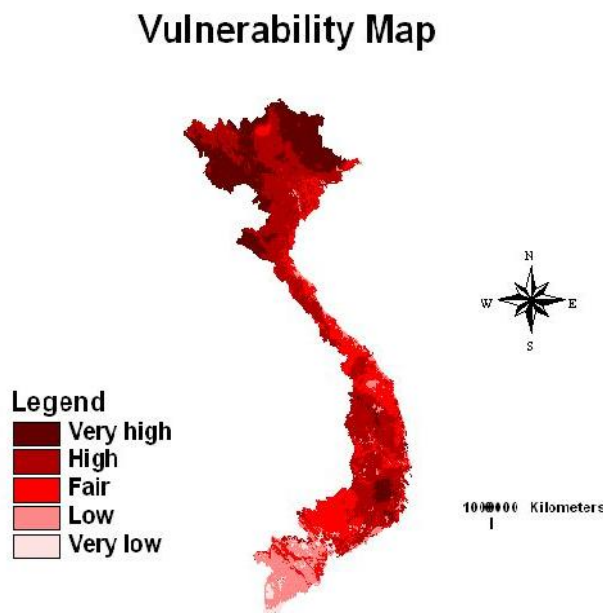 Vulnerability Map
N
W E
S
Legend
Very high
High
Fair
Low
Very low
Kilometers